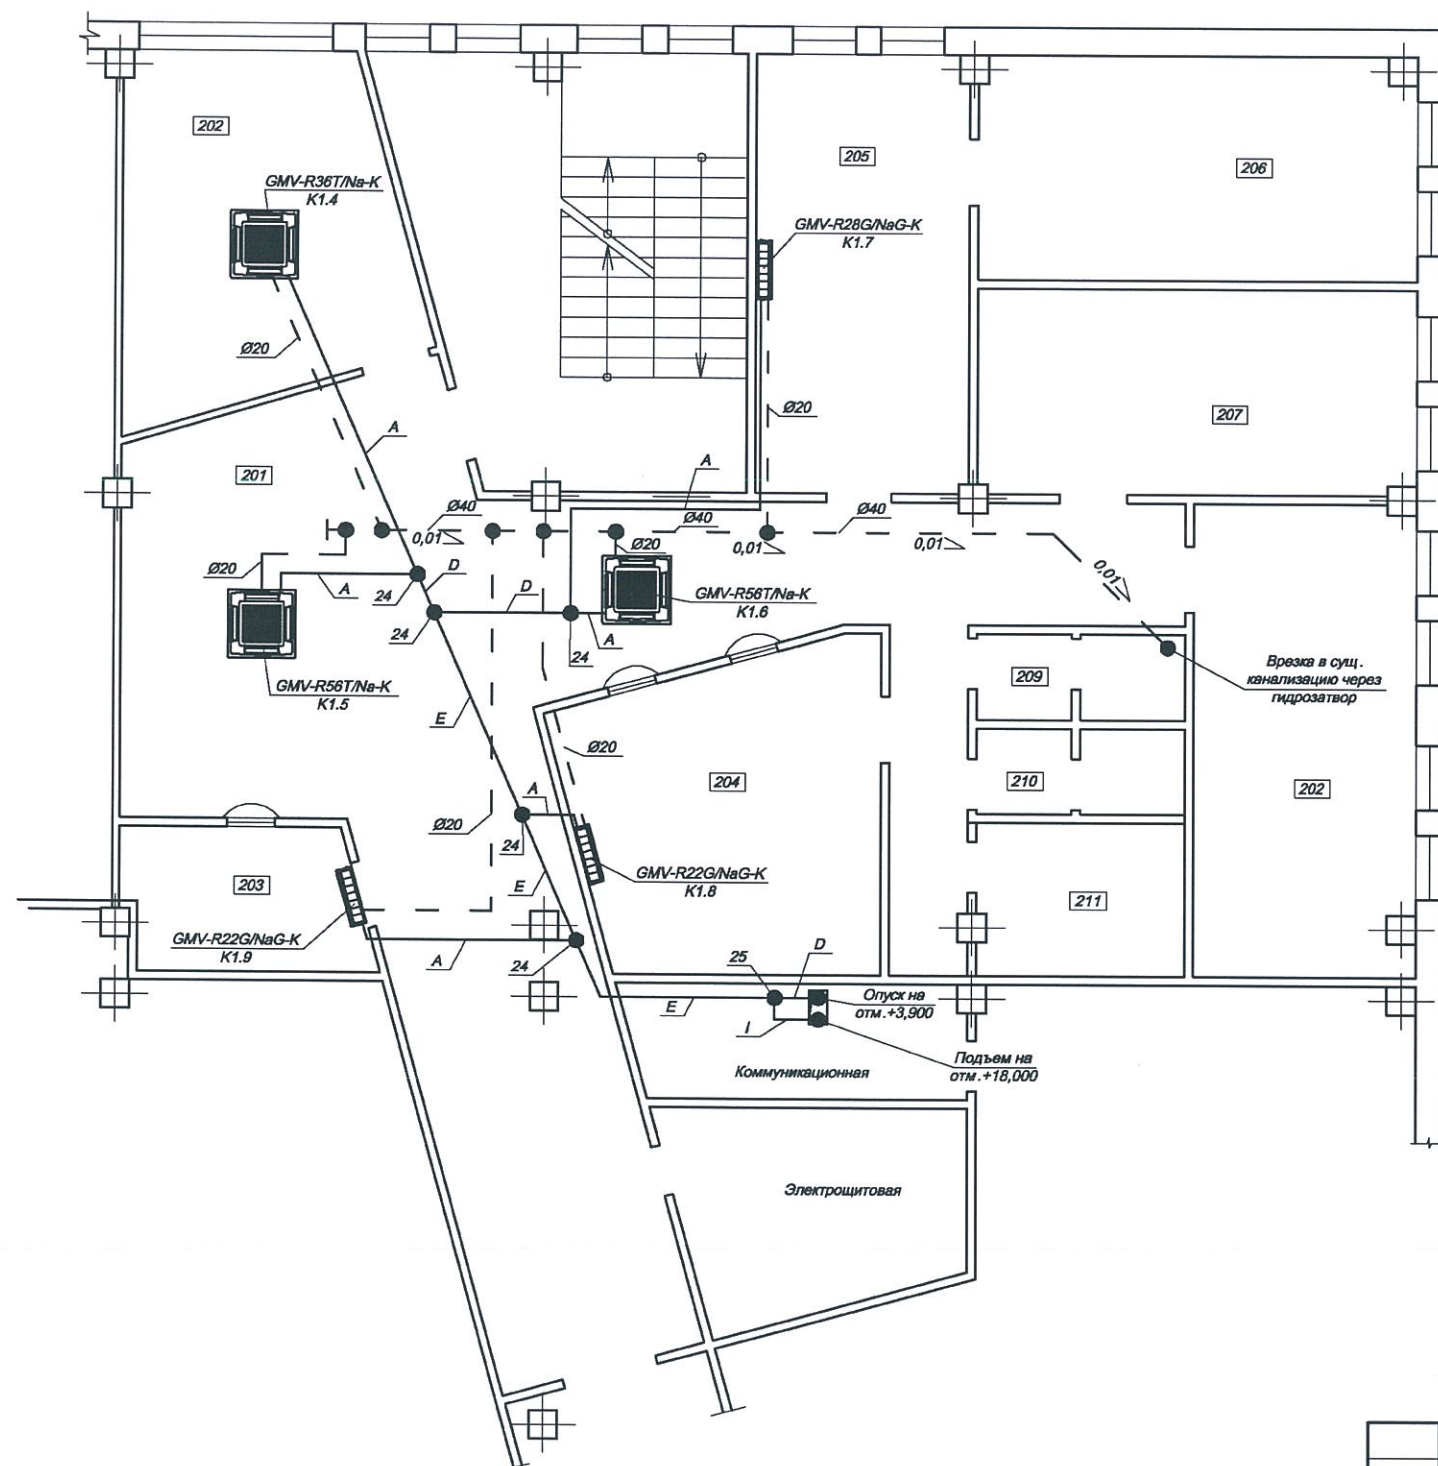 202
205
206
GMV-R36T/Na-K
K1.4
GMV-R28G/NaG-K
K1.7
Ø20
Ø20
207
A
A
201
Ø40
Ø40
Ø40
0,01
0,01
0,01
0,01
Ø20
Ø20
A
24
D
D
GMV-R56T/Na-K
K1.6
24
A
24
GMV-R56T/Na-K
K1.5
209
Врезка в сущ.
канализацию через
гидрозатвор
E
Ø20
204
210
202
A
Ø20
24
GMV-R22G/NaG-K
K1.8
203
E
211
GMV-R22G/NaG-K
K1.9
A
24
25
D
E
I
Опуск на
отм.+3,900
Подъем на
отм.+18,000
Коммуникационная
Электрощитовая